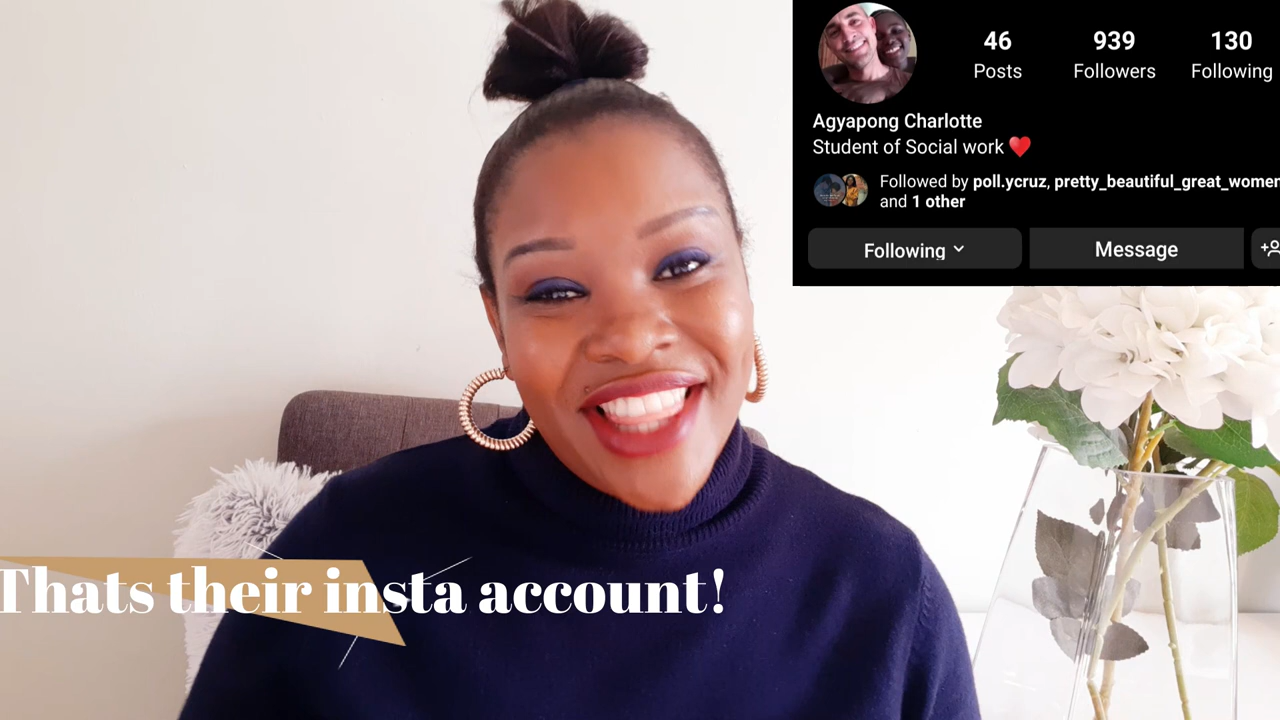 46 939 130
Posts Followers Following
Agyapong Charlotte
Student of Social work ❤️
Followed by poll.ycruz, pretty_beautiful_great_women
and 1 other
Following Message
Thats their insta account!